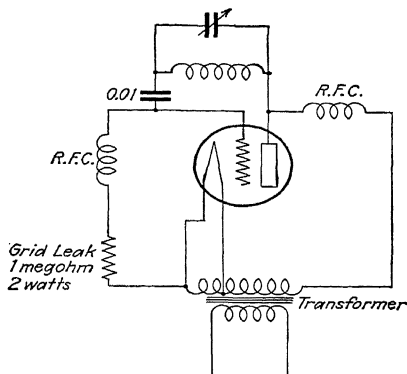 0.01
R.F.C.
R.F.C.
Grid Leak
1 megohm
2 watts
Transformer